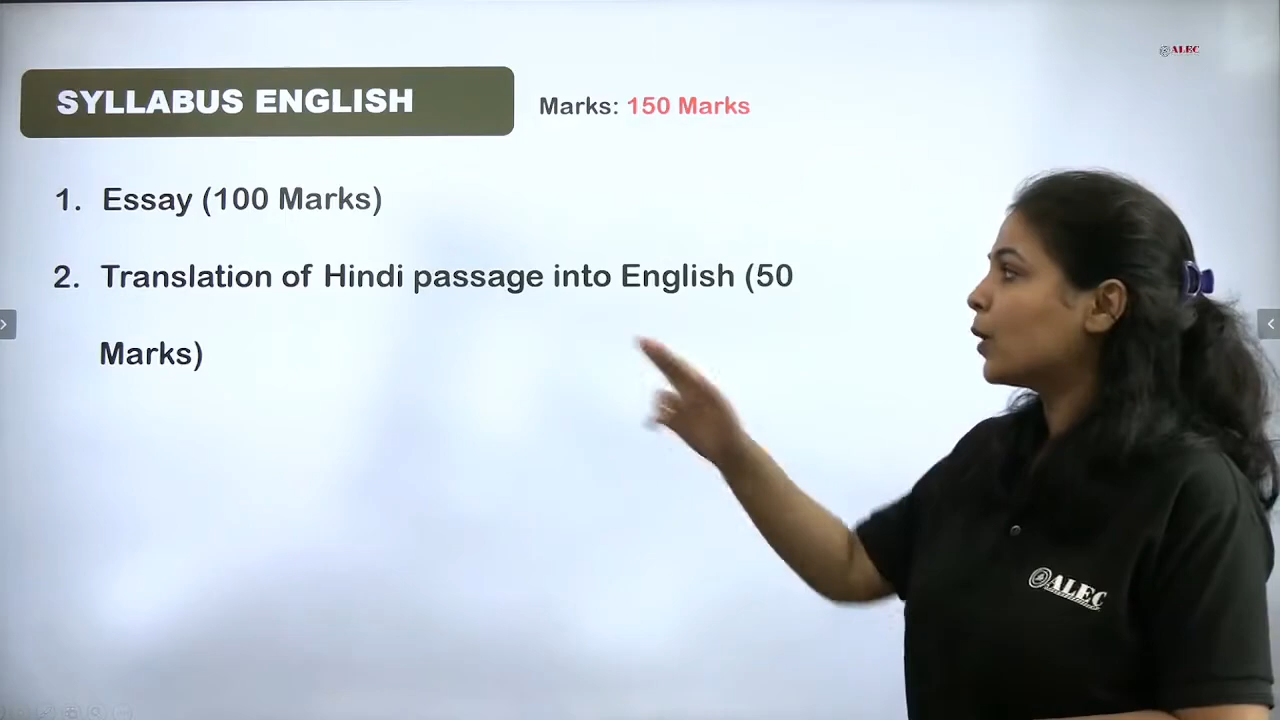 ALEC
SYLLABUS ENGLISH
Marks: 150 Marks
1. Essay (100 Marks)
2. Translation of Hindi passage into English (50
Marks)
ALEC